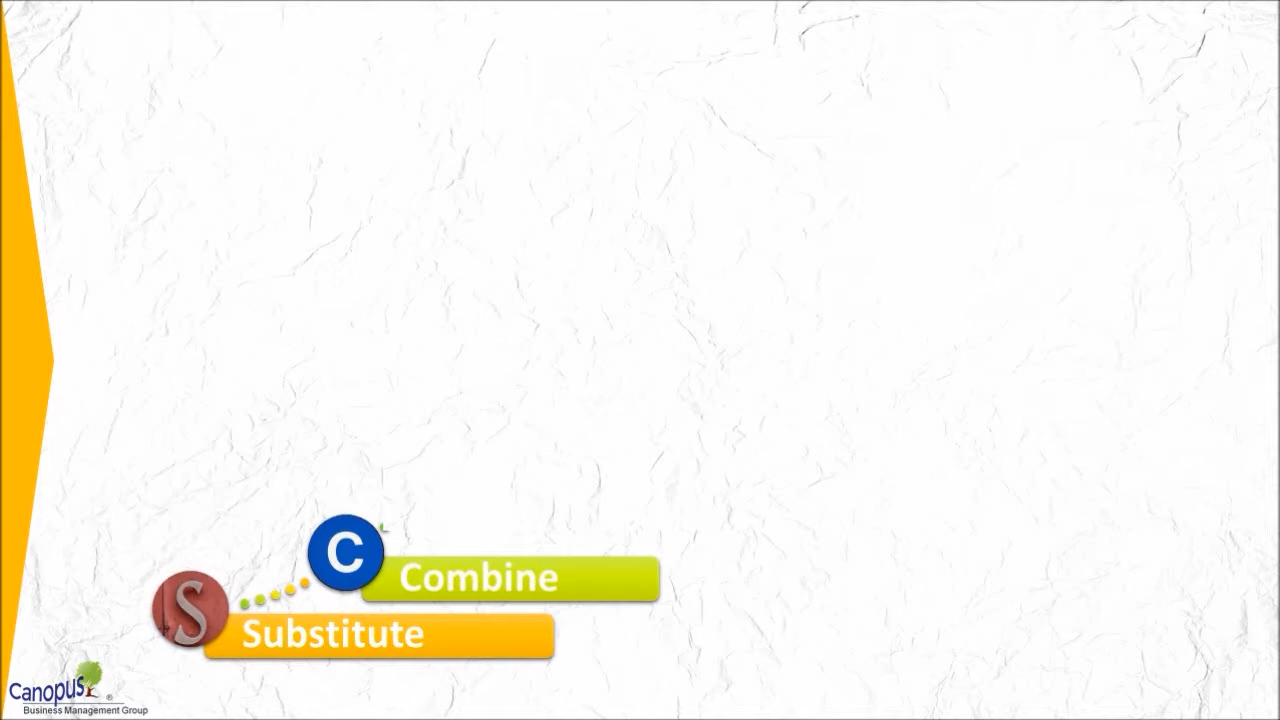 C
Combine
S
Substitute
Canopus ®
Business Management Group